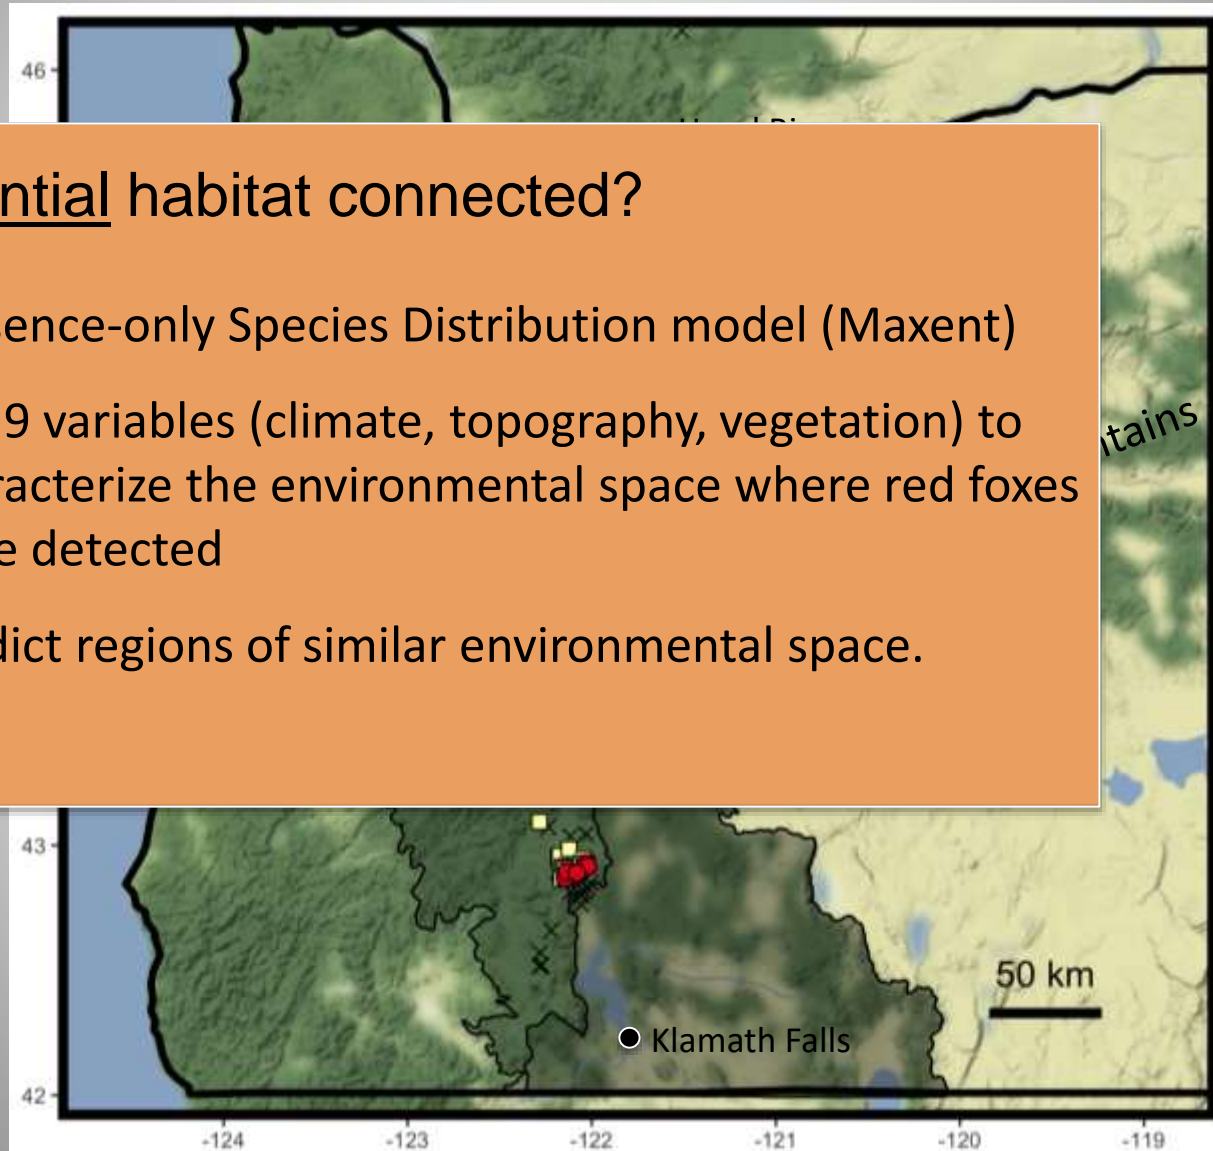 46
ntial habitat connected?
sence-only Species Distribution model (Maxent)
9 variables (climate, topography, vegetation) to
racterize the environmental space where red foxes
e detected
dict regions of similar environmental space.
tains
43
50 km
Klamath Falls
42
-124 -123 -122 -121 -120 -119